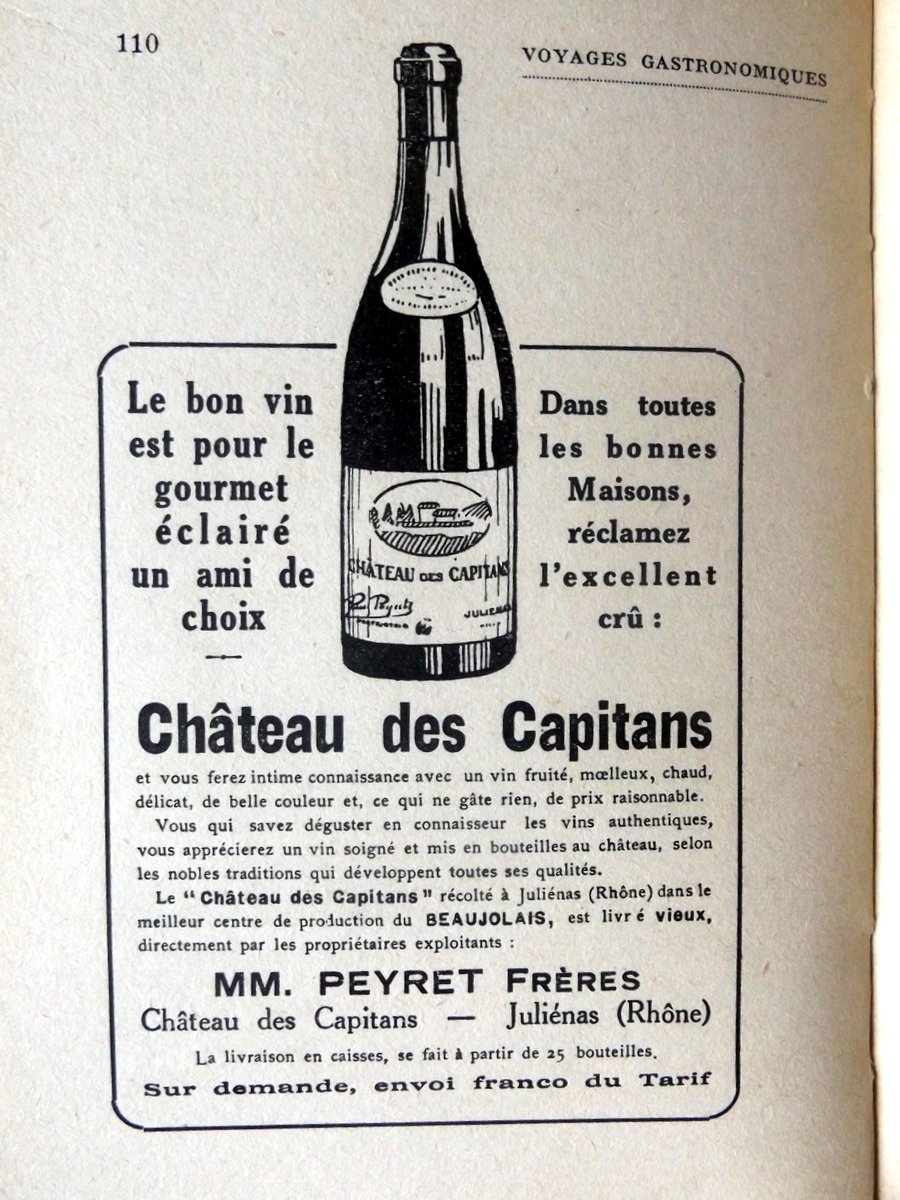 110
VOYAGES GASTRONOMIQUES
Le bon vin
est pour le
gourmet
éclairé
un ami de
choix
Dans toutes
les bonnes
Maisons,
réclamez
l'excellent
crû :
CHÂTEAU DES CAPITANS
Château des Capitans
et vous ferez intime connaissance avec un vin fruité, mœlleux, chaud,
délicat, de belle couleur et, ce qui ne gâte rien, de prix raisonnable.
Vous qui savez déguster en connaisseur les vins authentiques,
vous apprécierez un vin soigné et mis en bouteilles au château, selon
les nobles traditions qui développent toutes ses qualités.
Le “Château des Capitans” récolté à Juliénas (Rhône) dans le
meilleur centre de production du BEAUJOLAIS, est livré vieux,
directement par les propriétaires exploitants :
MM. PEYRET FRÈRES
Château des Capitans — Juliénas (Rhône)
La livraison en caisses, se fait à partir de 25 bouteilles.
Sur demande, envoi franco du Tarif